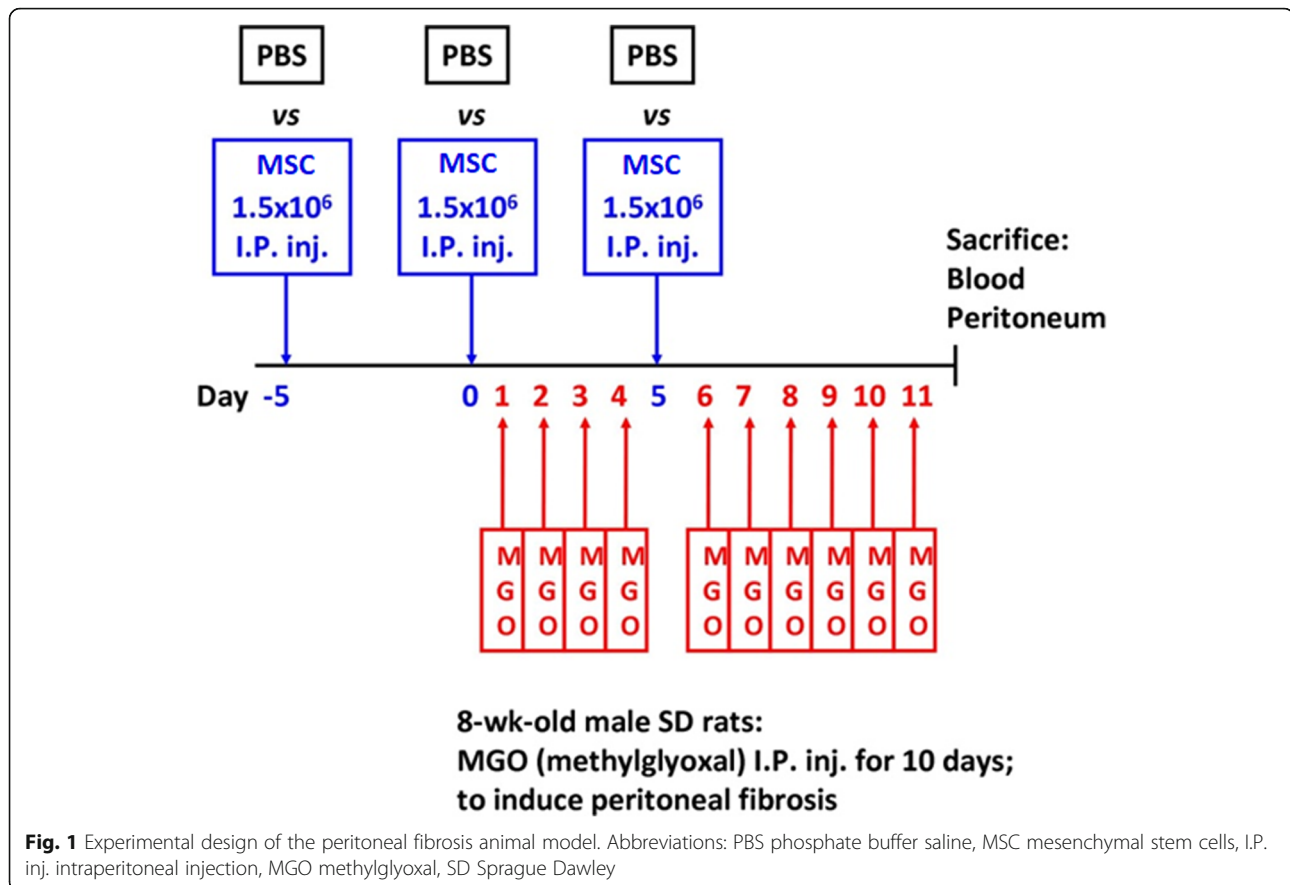 PBS PBS PBS
vs vs vs
MSC MSC MSC
1.5x10⁶ 1.5x10⁶ 1.5x10⁶
I.P. inj. I.P. inj. I.P. inj.
Sacrifice:
Blood
Peritoneum
Day -5 0 1 2 3 4 5 6 7 8 9 10 11
M M M M M M M M M M
G G G G G G G G G G
O O O O O O O O O O
8-wk-old male SD rats:
MGO (methylglyoxal) I.P. inj. for 10 days;
to induce peritoneal fibrosis
Fig. 1 Experimental design of the peritoneal fibrosis animal model. Abbreviations: PBS phosphate buffer saline, MSC mesenchymal stem cells, I.P.
inj. intraperitoneal injection, MGO methylglyoxal, SD Sprague Dawley